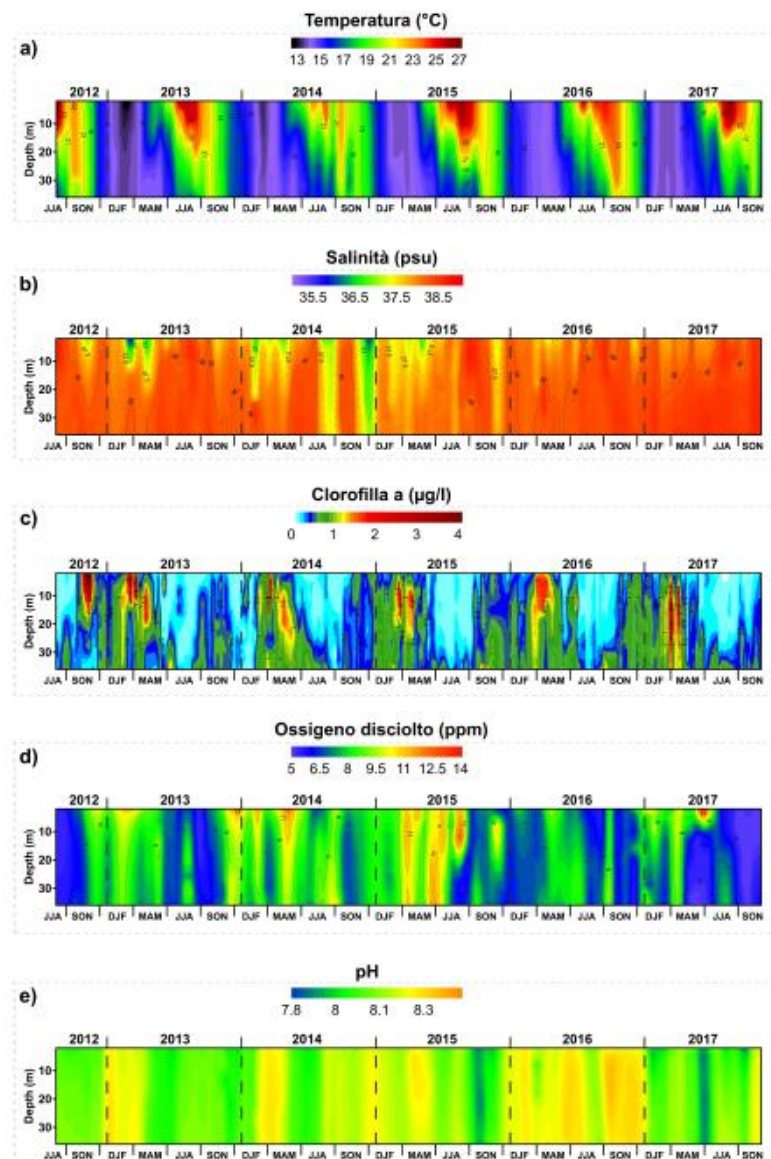 Temperatura (°C)
a)
13 15 17 19 21 23 25 27
2012 2013 2014 2015 2016 2017
10
20
30
Depth (m)
JJA SON DJF MAM JJA SON DJF MAM JJA SON DJF MAM JJA SON DJF MAM JJA SON DJF MAM JJA SON
Salinità (psu)
b)
35.5 36.5 37.5 38.5
2012 2013 2014 2015 2016 2017
10
20
30
Depth (m)
JJA SON DJF MAM JJA SON DJF MAM JJA SON DJF MAM JJA SON DJF MAM JJA SON DJF MAM JJA SON
Clorofilla a (µg/l)
c)
0 1 2 3 4
2012 2013 2014 2015 2016 2017
10
20
30
Depth (m)
JJA SON DJF MAM JJA SON DJF MAM JJA SON DJF MAM JJA SON DJF MAM JJA SON DJF MAM JJA SON
Ossigeno disciolto (ppm)
d)
5 6.5 8 9.5 11 12.5 14
2012 2013 2014 2015 2016 2017
10
20
30
Depth (m)
JJA SON DJF MAM JJA SON DJF MAM JJA SON DJF MAM JJA SON DJF MAM JJA SON DJF MAM JJA SON
pH
e)
7.8 8 8.1 8.3
2012 2013 2014 2015 2016 2017
10
20
30
Depth (m)
JJA SON DJF MAM JJA SON DJF MAM JJA SON DJF MAM JJA SON DJF MAM JJA SON DJF MAM JJA SON